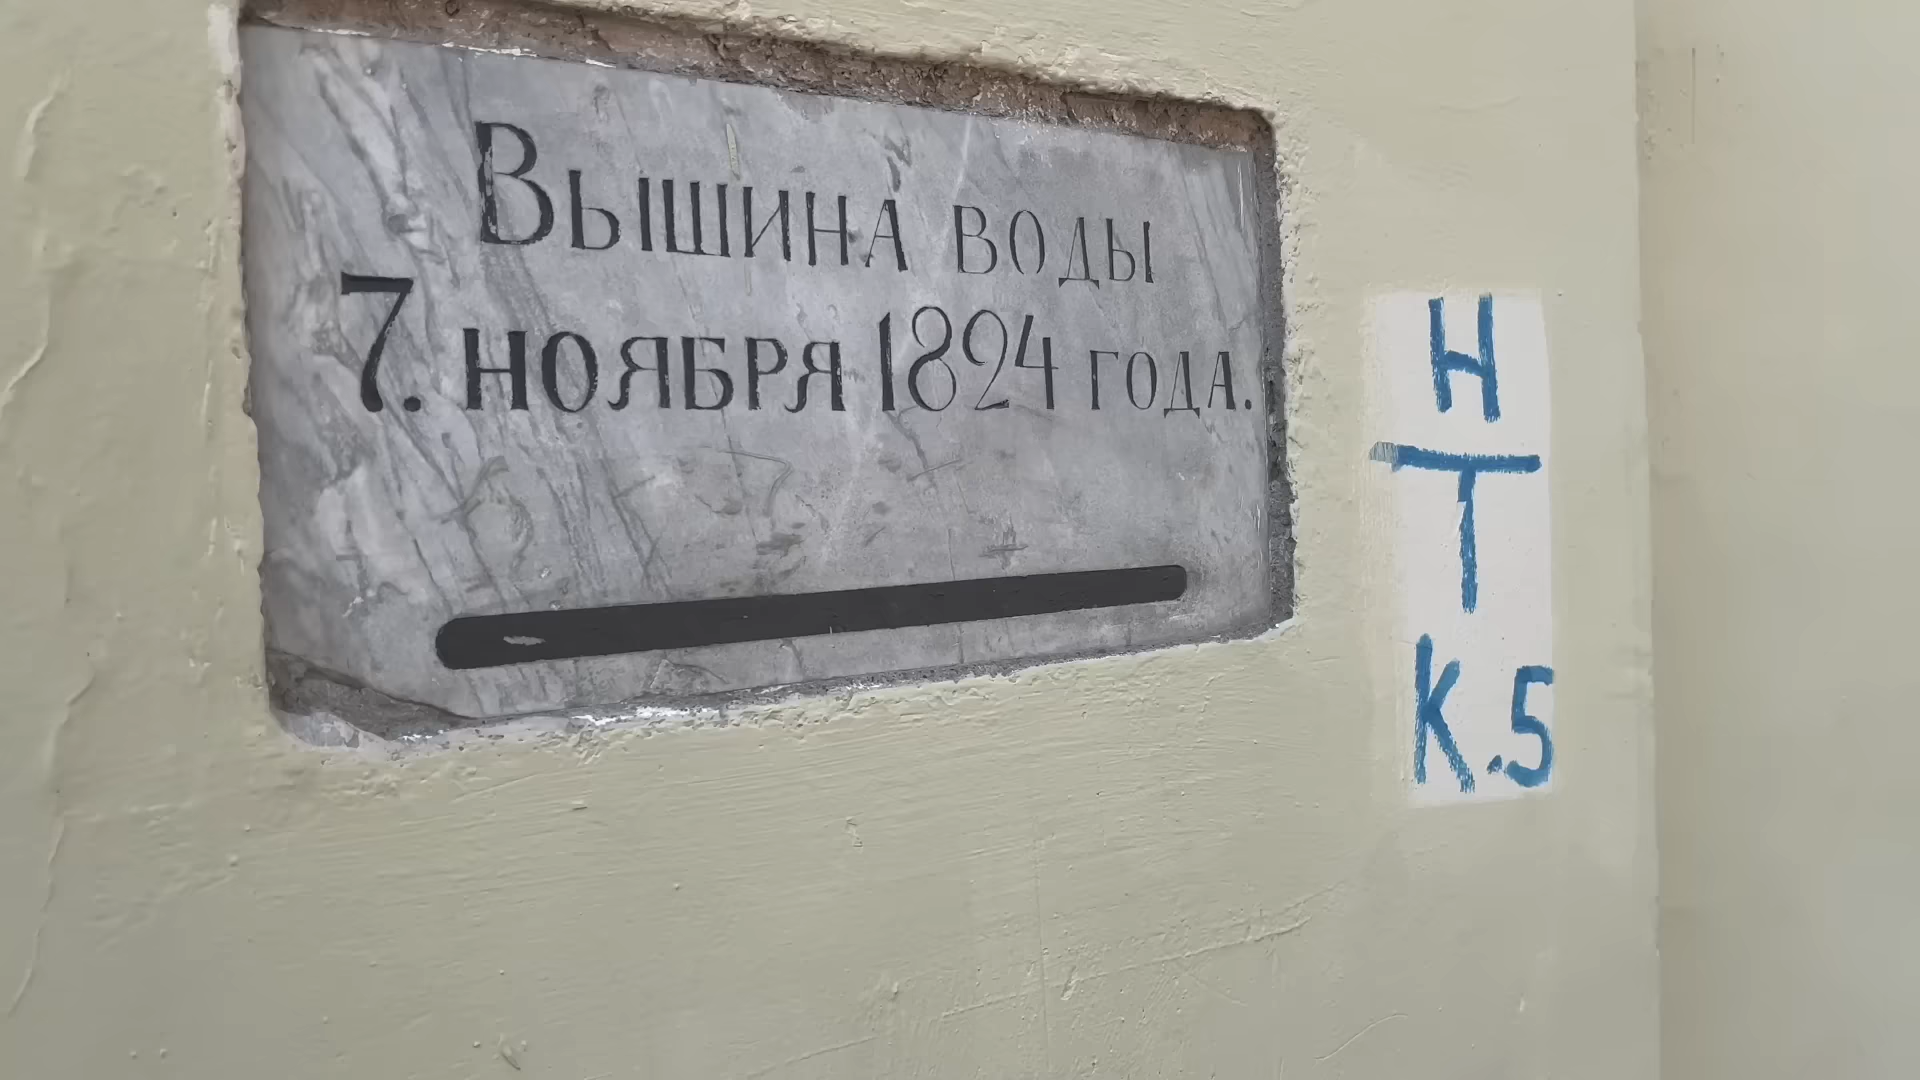 Вышина воды
7. ноября 1824 года.
Н
Т
К.5